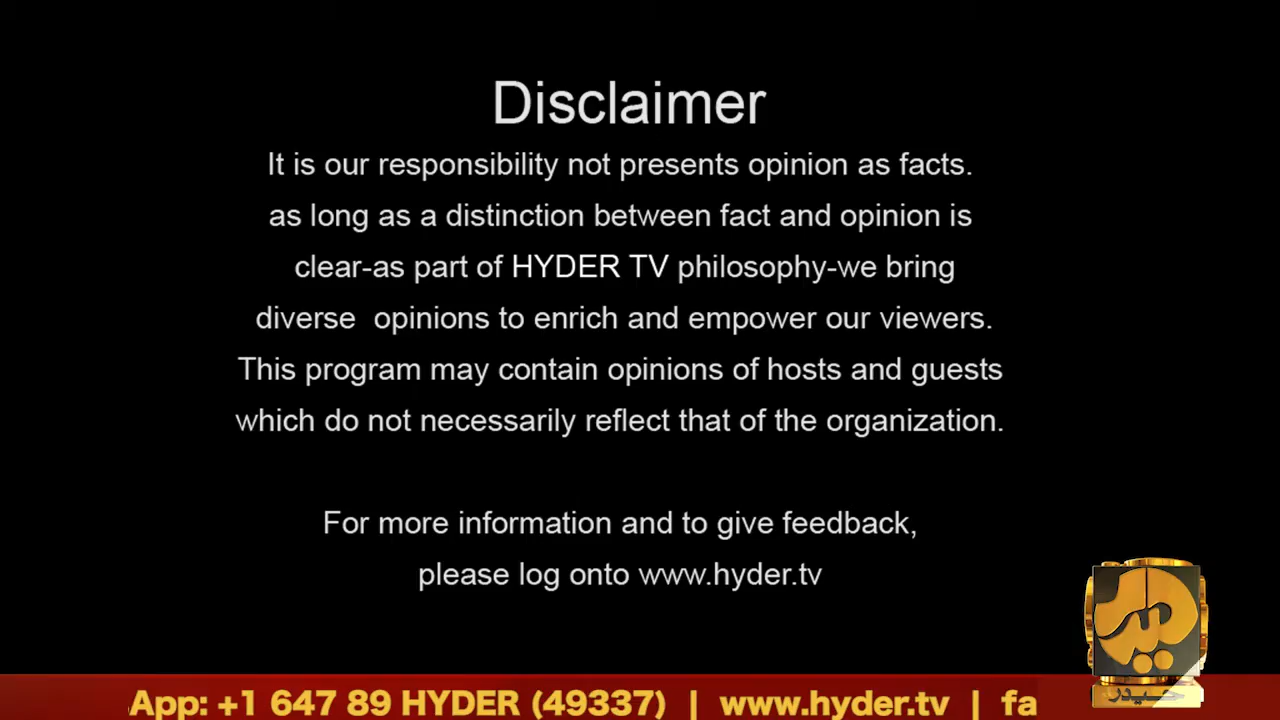 Disclaimer
It is our responsibility not presents opinion as facts.
as long as a distinction between fact and opinion is
clear-as part of HYDER TV philosophy-we bring
diverse  opinions to enrich and empower our viewers.
This program may contain opinions of hosts and guests
which do not necessarily reflect that of the organization.
For more information and to give feedback,
please log onto www.hyder.tv
حیدر
حیدر
App: +1 647 89 HYDER (49337) | www.hyder.tv | fa